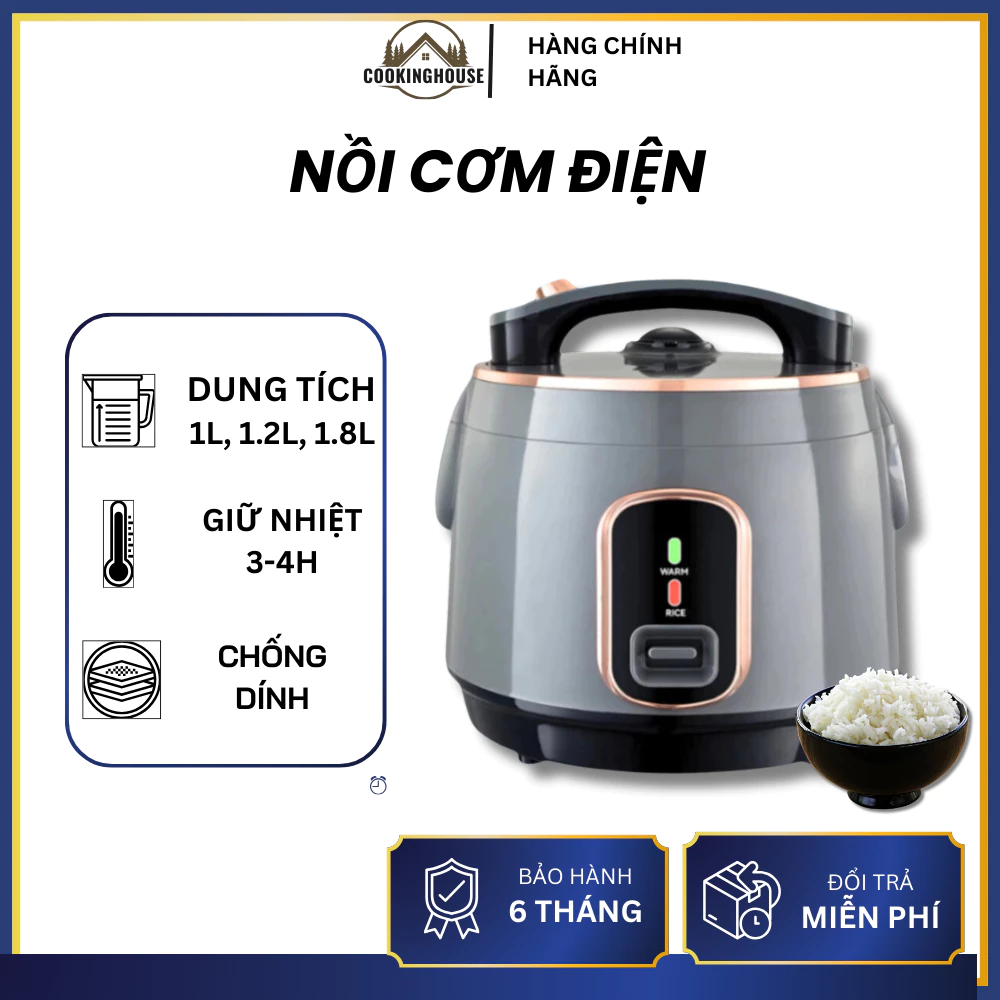 COOKINGHOUSE
HÀNG CHÍNH
HÃNG
NỒI CƠM ĐIỆN
DUNG TÍCH
1L, 1.2L, 1.8L
GIỮ NHIỆT
3-4H
CHỐNG
DÍNH
WARM
RICE
BẢO HÀNH
6 THÁNG
ĐỔI TRẢ
MIỄN PHÍ